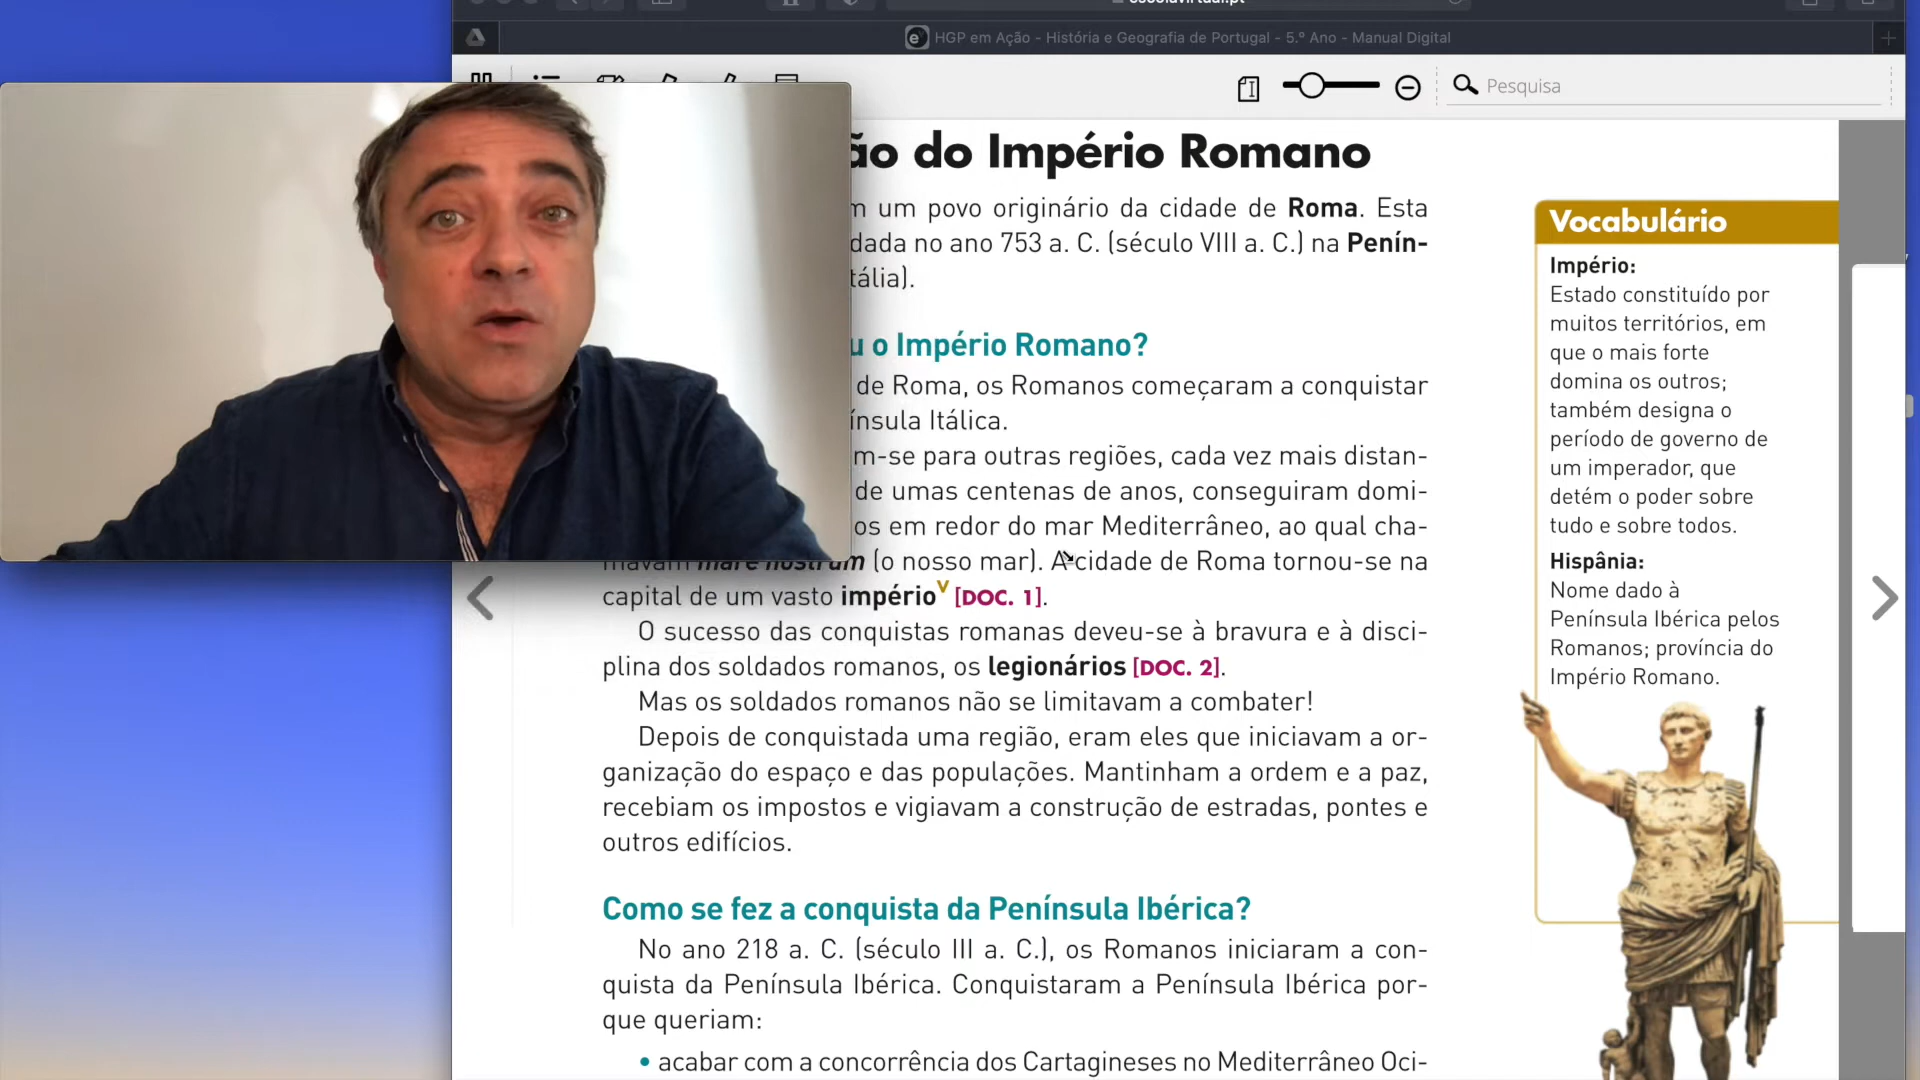 HGP em Ação - História e Geografia de Portugal - 5.º Ano - Manual Digital
Pesquisa
ão do Império Romano
um povo originário da cidade de Roma. Esta
dada no ano 753 a. C. (século VIII a. C.) na Penín-
tália).
u o Império Romano?
de Roma, os Romanos começaram a conquistar
ínsula Itálica.
m-se para outras regiões, cada vez mais distan-
de umas centenas de anos, conseguiram domi-
os em redor do mar Mediterrâneo, ao qual cha-
mavam mare nostrum (o nosso mar). A cidade de Roma tornou-se na
capital de um vasto impérioV [DOC. 1].
O sucesso das conquistas romanas deveu-se à bravura e à disci-
plina dos soldados romanos, os legionários [DOC. 2].
Mas os soldados romanos não se limitavam a combater!
Depois de conquistada uma região, eram eles que iniciavam a or-
ganização do espaço e das populações. Mantinham a ordem e a paz,
recebiam os impostos e vigiavam a construção de estradas, pontes e
outros edifícios.
Como se fez a conquista da Península Ibérica?
No ano 218 a. C. (século III a. C.), os Romanos iniciaram a con-
quista da Península Ibérica. Conquistaram a Península Ibérica por-
que queriam:
• acabar com a concorrência dos Cartagineses no Mediterrâneo Oci-
Vocabulário
Império:
Estado constituído por
muitos territórios, em
que o mais forte
domina os outros;
também designa o
período de governo de
um imperador, que
detém o poder sobre
tudo e sobre todos.
Hispânia:
Nome dado à
Península Ibérica pelos
Romanos; província do
Império Romano.